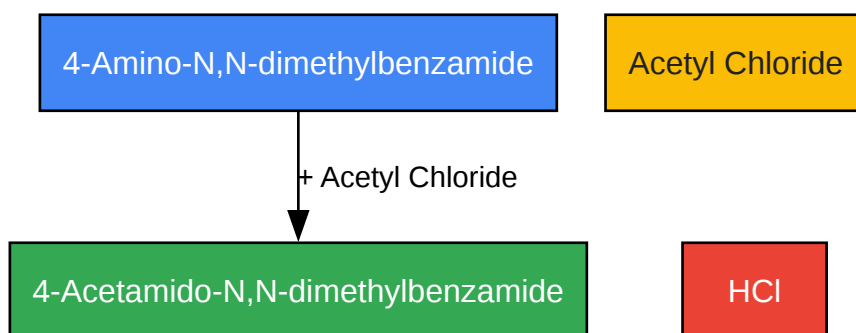 4-Amino-N,N-dimethylbenzamide
Acetyl Chloride
+ Acetyl Chloride
4-Acetamido-N,N-dimethylbenzamide
HCl